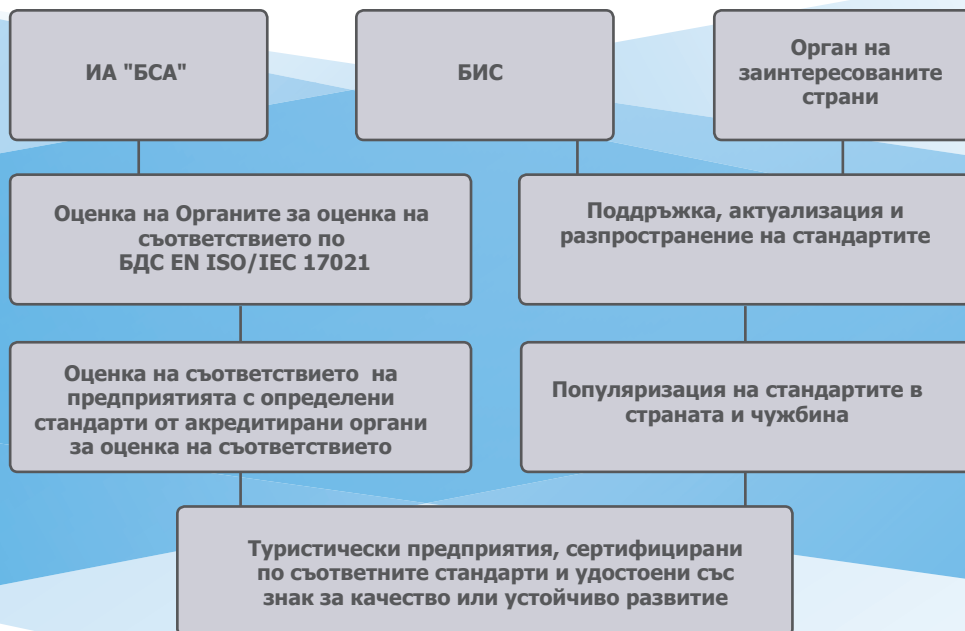 ИА "БСА"
БИС
Орган на
заинтересованите
страни
Оценка на Органите за оценка на
съответствието по
БДС EN ISO/IEC 17021
Поддръжка, актуализация и
разпространение на стандартите
Оценка на съответствието на
предприятията с определени
стандарти от акредитирани органи
за оценка на съответствието
Популяризация на стандартите в
страната и чужбина
Туристически предприятия, сертифицирани
по съответните стандарти и удостоени със
знак за качество или устойчиво развитие